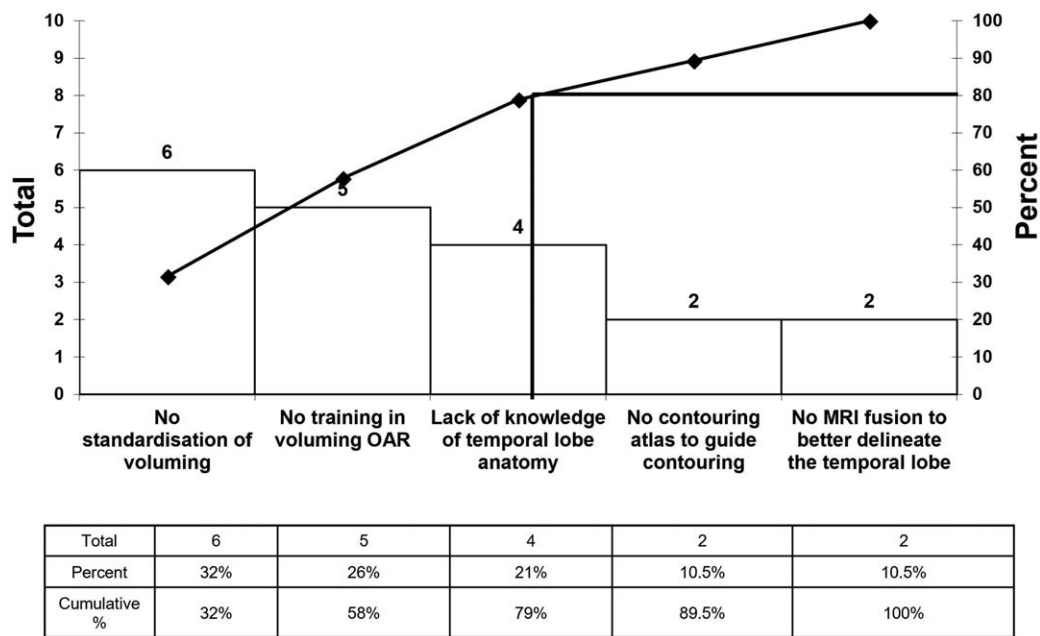 10
9
8
7
6
5
4
3
2
1
0
Total
100
90
80
70
60
50
40
30
20
10
0
Percent
6
5
4
2
2
No
standardisation of
voluming
No training in
voluming OAR
Lack of knowledge
of temporal lobe
anatomy
No contouring
atlas to guide
contouring
No MRI fusion to
better delineate
the temporal lobe
Total 6 5 4 2 2
Percent 32% 26% 21% 10.5% 10.5%
Cumulative
% 32% 58% 79% 89.5% 100%